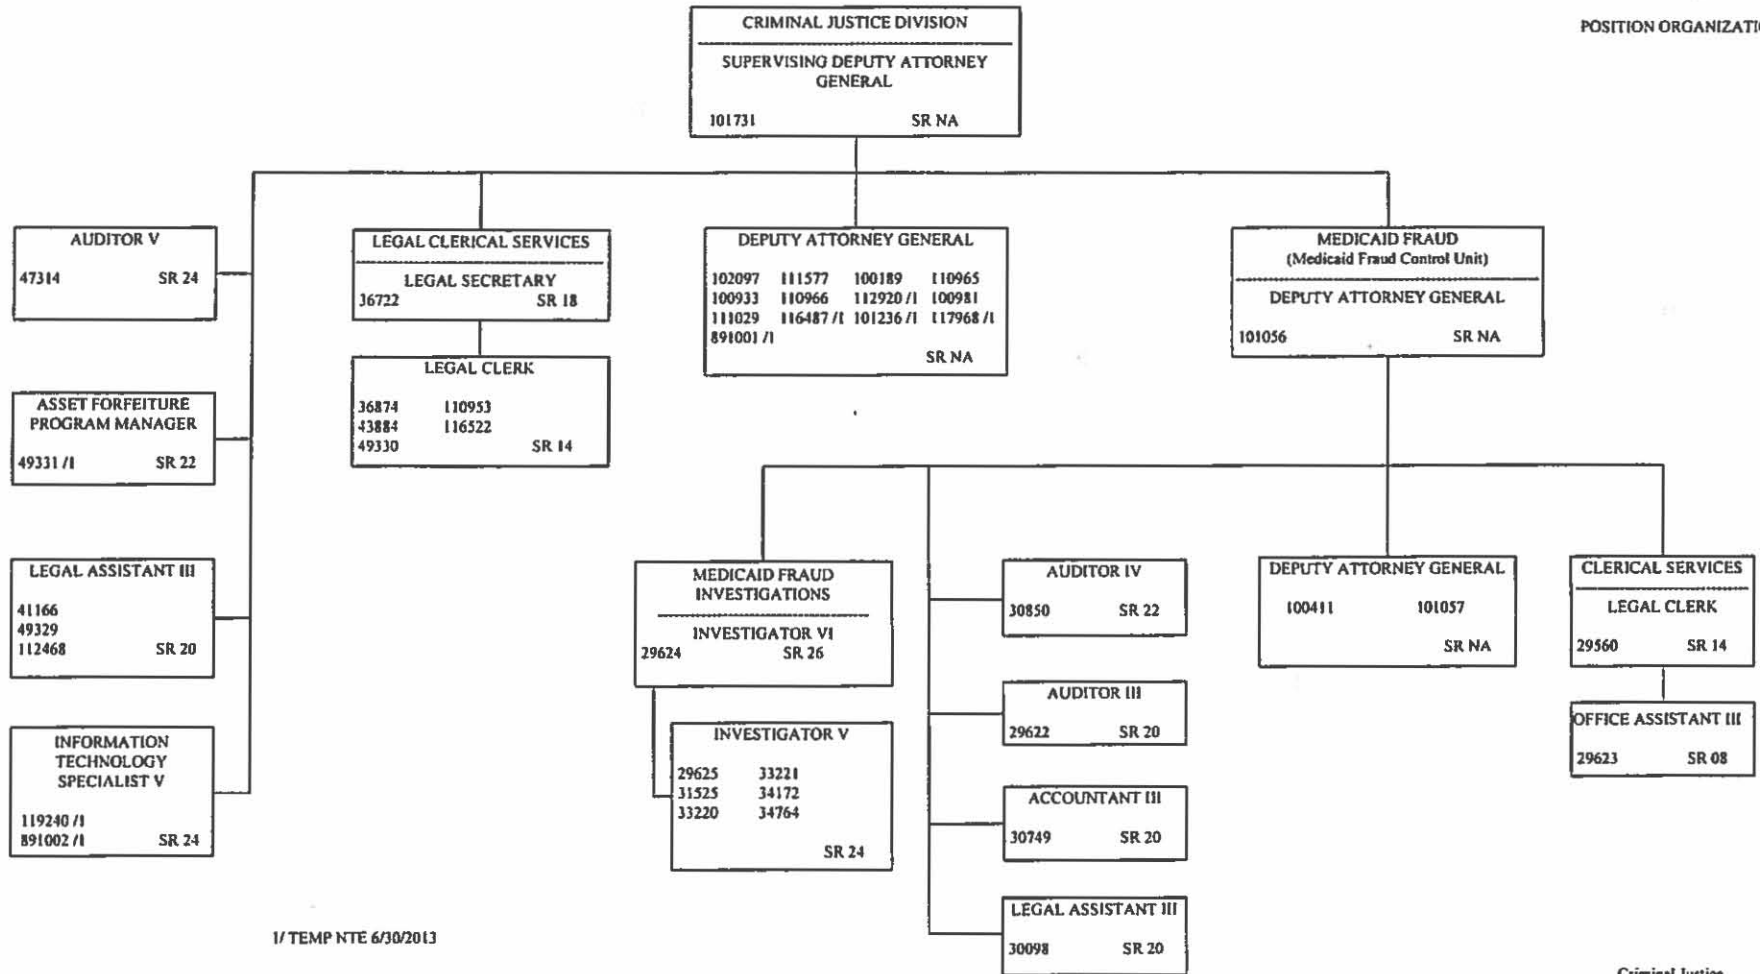 POSITION ORGANIZATI
CRIMINAL JUSTICE DIVISION
SUPERVISING DEPUTY ATTORNEY
GENERAL
101731 SR NA
AUDITOR V
47314 SR 24
ASSET FORFEITURE
PROGRAM MANAGER
49331 /1 SR 22
LEGAL ASSISTANT III
41166
49329
112468 SR 20
INFORMATION
TECHNOLOGY
SPECIALIST V
119240 /1
891002 /1 SR 24
LEGAL CLERICAL SERVICES
LEGAL SECRETARY
36722 SR 18
LEGAL CLERK
36874 110953
43884 116522
49330 SR 14
DEPUTY ATTORNEY GENERAL
102097 111577 100189 110965
100933 110966 112920 /1 100981
111029 116487 /1 101236 /1 117968 /1
891001 /1
SR NA
MEDICAID FRAUD
(Medicaid Fraud Control Unit)
DEPUTY ATTORNEY GENERAL
101056 SR NA
MEDICAID FRAUD
INVESTIGATIONS
INVESTIGATOR VI
29624 SR 26
INVESTIGATOR V
29625 33221
31525 34172
33220 34764
SR 24
AUDITOR IV
30850 SR 22
AUDITOR III
29622 SR 20
ACCOUNTANT III
30749 SR 20
LEGAL ASSISTANT III
30098 SR 20
DEPUTY ATTORNEY GENERAL
100411 101057
SR NA
CLERICAL SERVICES
LEGAL CLERK
29560 SR 14
OFFICE ASSISTANT III
29623 SR 08
1/ TEMP NTE 6/30/2013
Criminal Justice